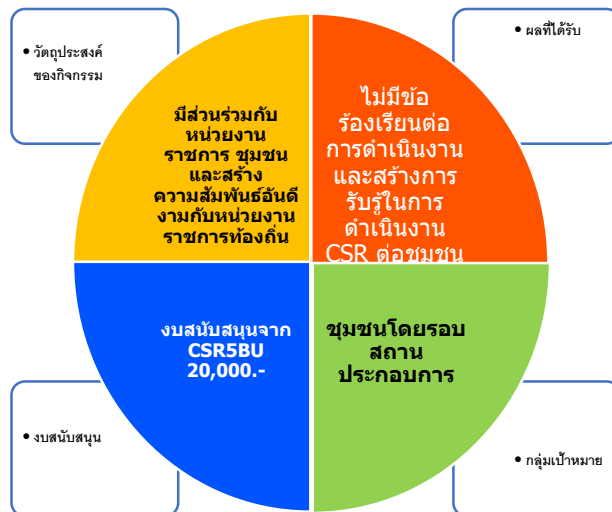 • วัตถุประสงค์
ของกิจกรรม
• ผลที่ได้รับ
มีส่วนร่วมกับ
หน่วยงาน
ราชการ ชุมชน
และสร้าง
ความสัมพันธ์อันดี
งามกับหน่วยงาน
ราชการท้องถิ่น
ไม่มีข้อ
ร้องเรียนต่อ
การดำเนินงาน
และสร้างการ
รับรู้ในการ
ดำเนินงาน
CSR ต่อชุมชน
งบสนับสนุนจาก
CSR5BU
20,000.-
ชุมชนโดยรอบ
สถาน
ประกอบการ
• งบสนับสนุน
• กลุ่มเป้าหมาย